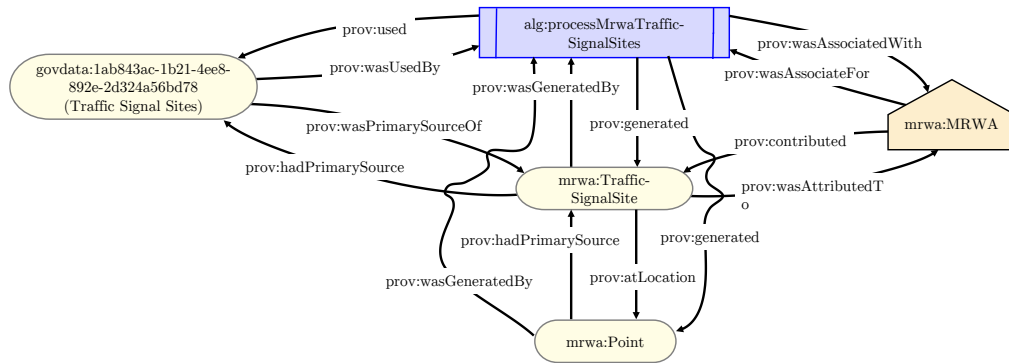 alg:processMrwaTraffic-
SignalSites
prov:used
prov:wasAssociatedWith
govdata:1ab843ac-1b21-4ee8-
892e-2d324a56bd78
(Traffic Signal Sites)
prov:wasUsedBy
prov:wasAssociateFor
prov:wasGeneratedBy
mrwa:MRWA
prov:wasPrimarySourceOf
prov:generated
prov:contributed
prov:hadPrimarySource
mrwa:Traffic-
SignalSite
prov:wasAttributedT
o
prov:hadPrimarySource
prov:generated
prov:wasGeneratedBy
prov:atLocation
mrwa:Point